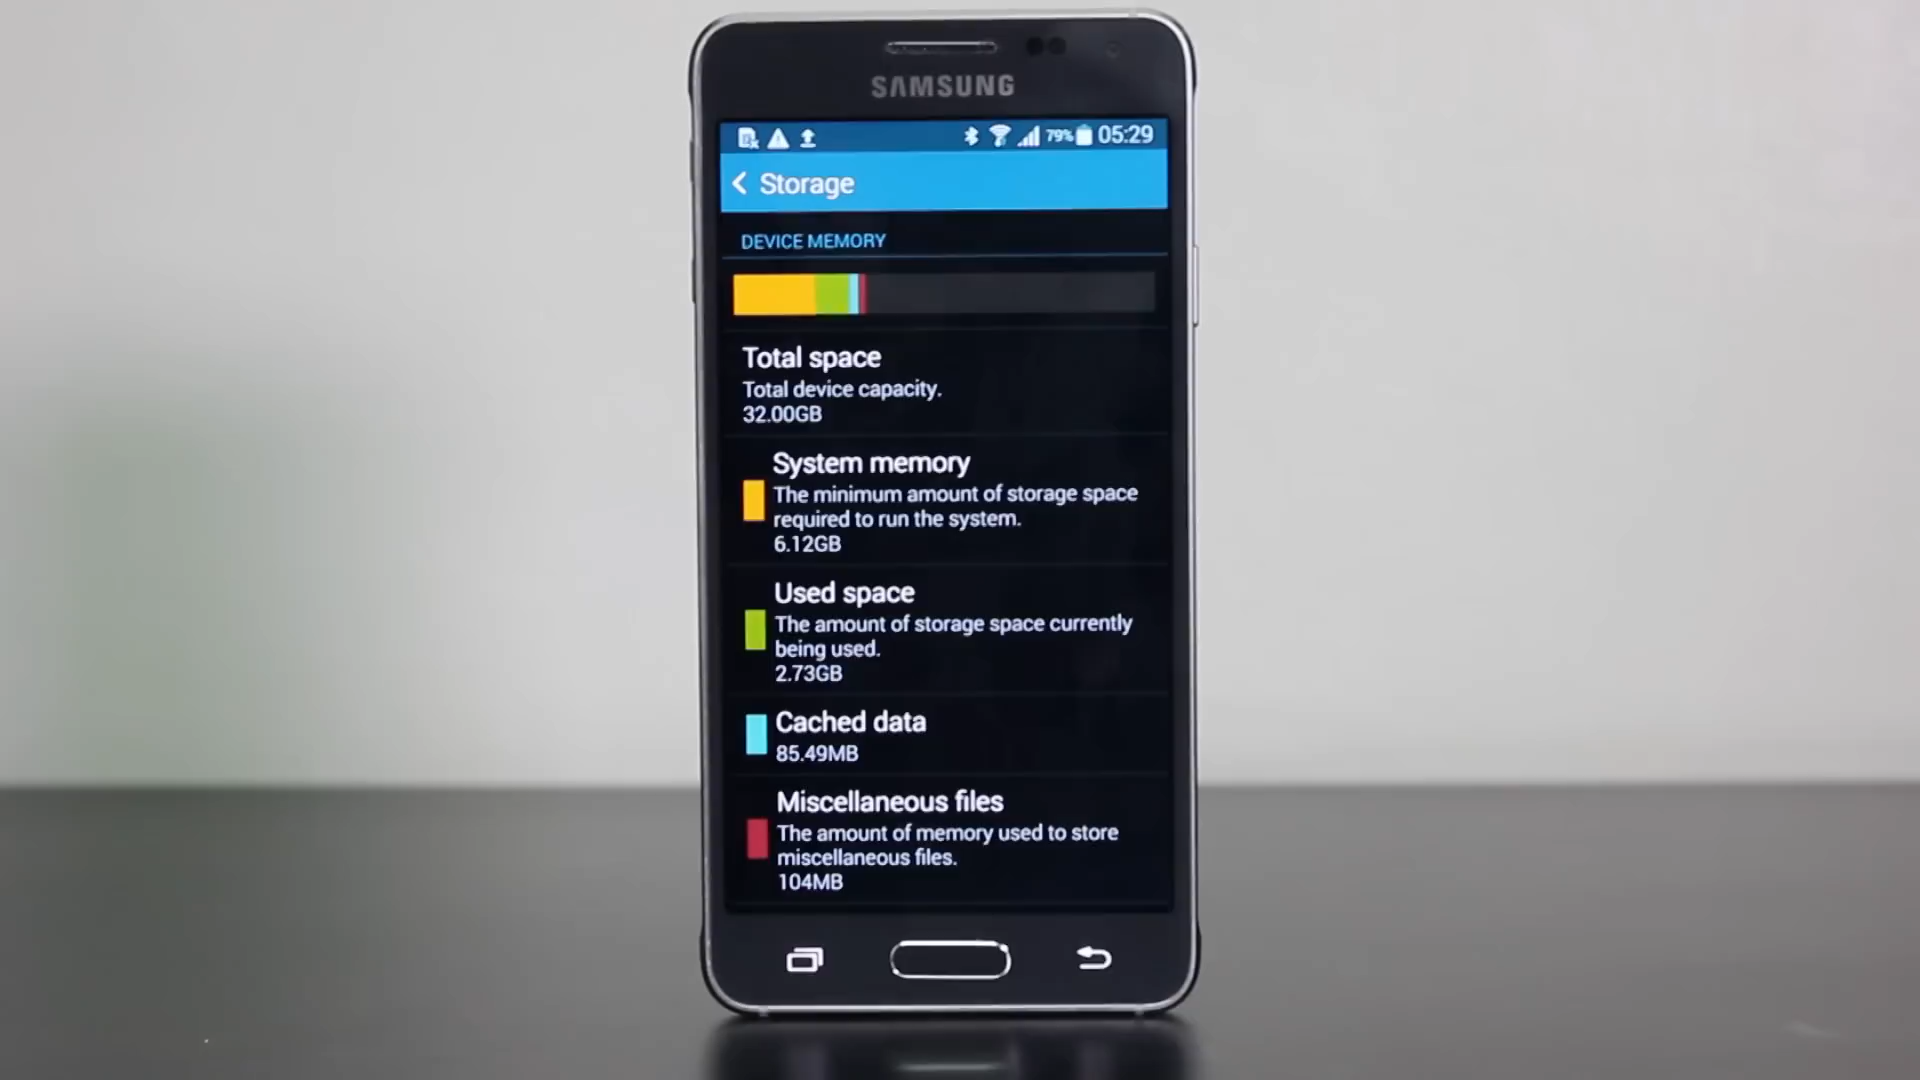 SAMSUNG
79% 05:29
Storage
DEVICE MEMORY
Total space
Total device capacity.
32.00GB
System memory
The minimum amount of storage space
required to run the system.
6.12GB
Used space
The amount of storage space currently
being used.
2.73GB
Cached data
85.49MB
Miscellaneous files
The amount of memory used to store
miscellaneous files.
104MB